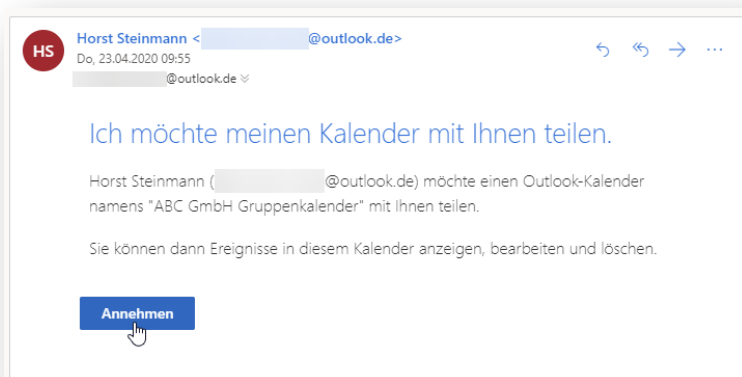 HS
Horst Steinmann < @outlook.de>
Do, 23.04.2020 09:55
@outlook.de
Ich möchte meinen Kalender mit Ihnen teilen.
Horst Steinmann ( @outlook.de) möchte einen Outlook-Kalender
namens "ABC GmbH Gruppenkalender" mit Ihnen teilen.
Sie können dann Ereignisse in diesem Kalender anzeigen, bearbeiten und löschen.
Annehmen